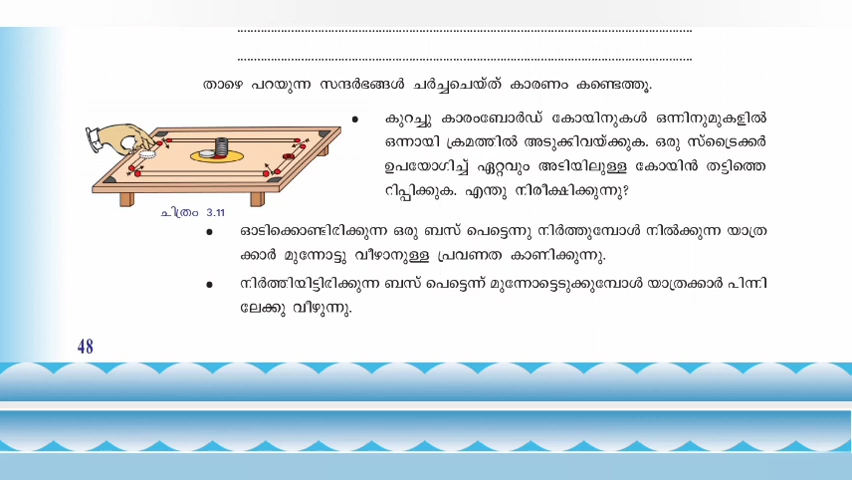 താഴെ പറയുന്ന സന്ദർഭങ്ങൾ ചർച്ചചെയ്ത് കാരണം കണ്ടെത്തൂ.
• കുറച്ചു കാരംബോർഡ് കോയിനുകൾ ഒന്നിനുമുകളിൽ
ഒന്നായി ക്രമത്തിൽ അടുക്കിവയ്ക്കുക. ഒരു സ്ട്രൈക്കർ
ഉപയോഗിച്ച് ഏറ്റവും അടിയിലുള്ള കോയിൻ തട്ടിത്തെ
റിപ്പിക്കുക. എന്തു നിരീക്ഷിക്കുന്നു?
ചിത്രം 3.11
• ഓടിക്കൊണ്ടിരിക്കുന്ന ഒരു ബസ് പെട്ടെന്നു നിർത്തുമ്പോൾ നിൽക്കുന്ന യാത്ര
ക്കാർ മുന്നോട്ടു വീഴാനുള്ള പ്രവണത കാണിക്കുന്നു.
• നിർത്തിയിട്ടിരിക്കുന്ന ബസ് പെട്ടെന്ന് മുന്നോട്ടെടുക്കുമ്പോൾ യാത്രക്കാർ പിന്നി
ലേക്കു വീഴുന്നു.
48